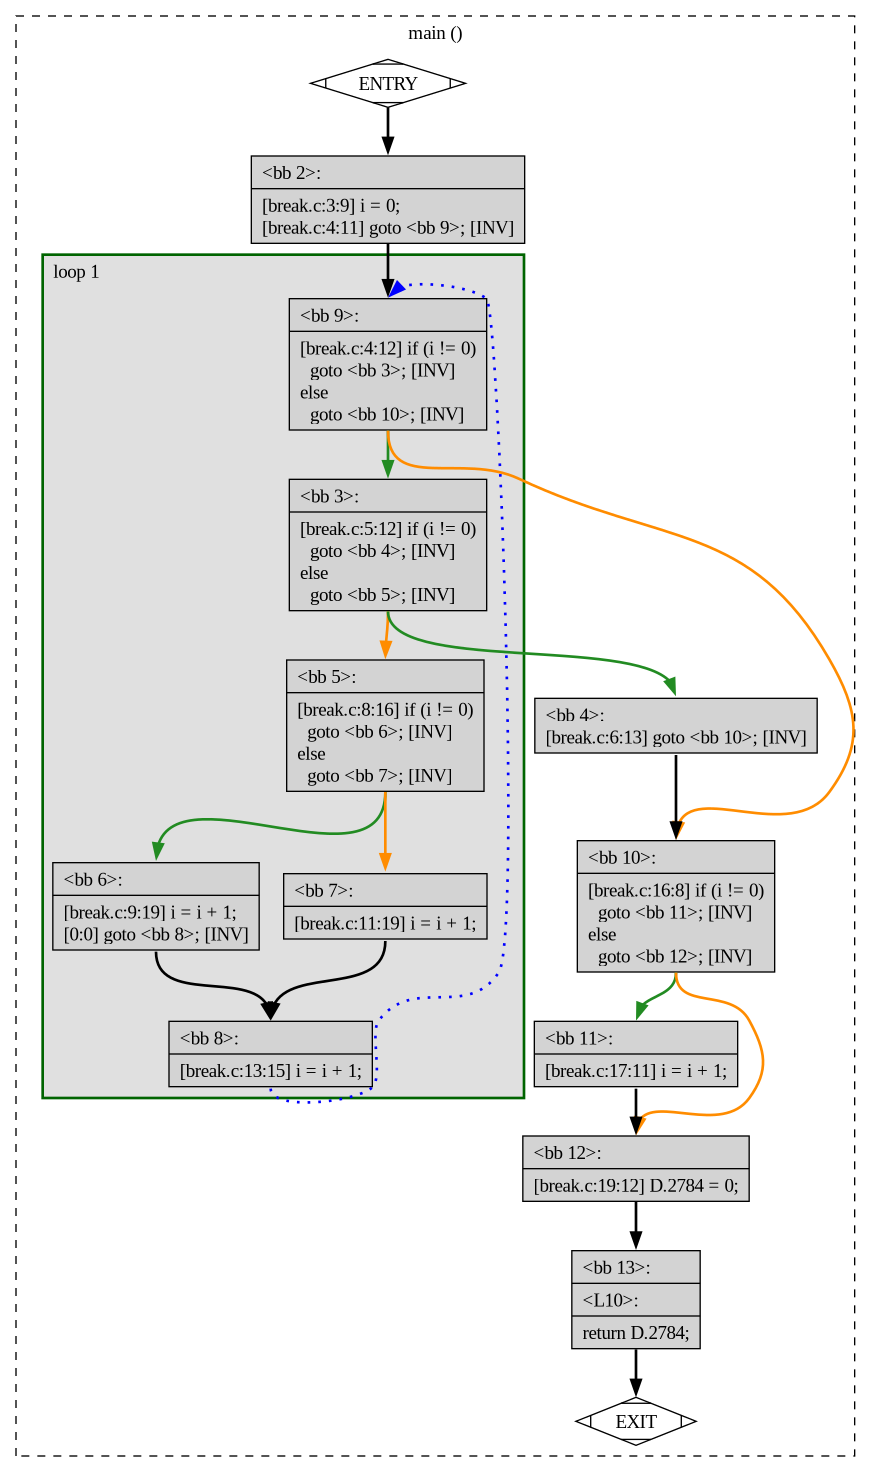 main ()
ENTRY
<bb 2>:
[break.c:3:9] i = 0;
[break.c:4:11] goto <bb 9>; [INV]
loop 1
<bb 9>:
[break.c:4:12] if (i != 0)
  goto <bb 3>; [INV]
else
  goto <bb 10>; [INV]
<bb 3>:
[break.c:5:12] if (i != 0)
  goto <bb 4>; [INV]
else
  goto <bb 5>; [INV]
<bb 5>:
[break.c:8:16] if (i != 0)
  goto <bb 6>; [INV]
else
  goto <bb 7>; [INV]
<bb 4>:
[break.c:6:13] goto <bb 10>; [INV]
<bb 6>:
[break.c:9:19] i = i + 1;
[0:0] goto <bb 8>; [INV]
<bb 7>:
[break.c:11:19] i = i + 1;
<bb 10>:
[break.c:16:8] if (i != 0)
  goto <bb 11>; [INV]
else
  goto <bb 12>; [INV]
<bb 8>:
[break.c:13:15] i = i + 1;
<bb 11>:
[break.c:17:11] i = i + 1;
<bb 12>:
[break.c:19:12] D.2784 = 0;
<bb 13>:
<L10>:
return D.2784;
EXIT